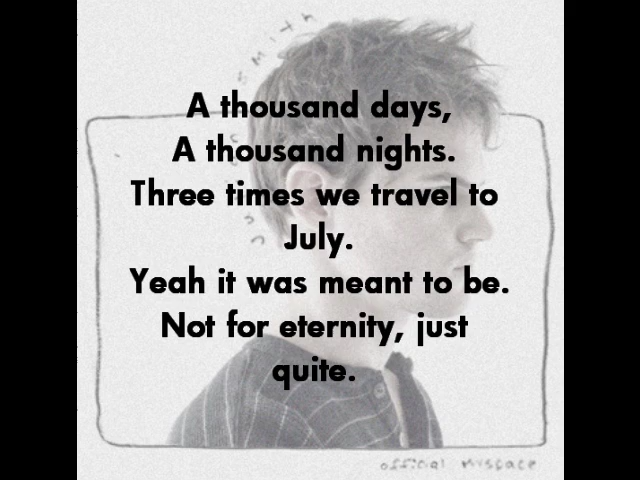 A thousand days,
A thousand nights.
Three times we travel to
July.
Yeah it was meant to be.
Not for eternity, just
quite.
official myspace